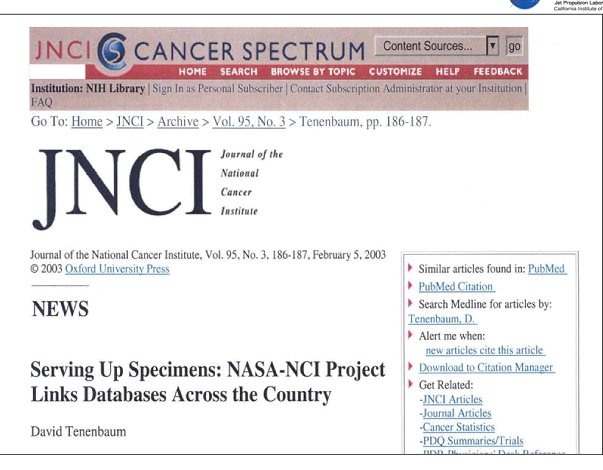 Jet Propulsion Labor
California Institute of
JNCI CANCER SPECTRUM
Content Sources... go
HOME SEARCH BROWSE BY TOPIC CUSTOMIZE HELP FEEDBACK
Institution: NIH Library | Sign In as Personal Subscriber | Contact Subscription Administrator at your Institution |
FAQ
Go To: Home > JNCI > Archive > Vol. 95, No. 3 > Tenenbaum, pp. 186-187.
JNCI
Journal of the
National
Cancer
Institute
Journal of the National Cancer Institute, Vol. 95, No. 3, 186-187, February 5, 2003
© 2003 Oxford University Press
NEWS
Serving Up Specimens: NASA-NCI Project
Links Databases Across the Country
David Tenenbaum
Similar articles found in: PubMed
PubMed Citation
Search Medline for articles by:
Tenenbaum, D.
Alert me when:
new articles cite this article
Download to Citation Manager
Get Related:
-JNCI Articles
-Journal Articles
-Cancer Statistics
-PDQ Summaries/Trials
-PDR Physicians' Desk Reference